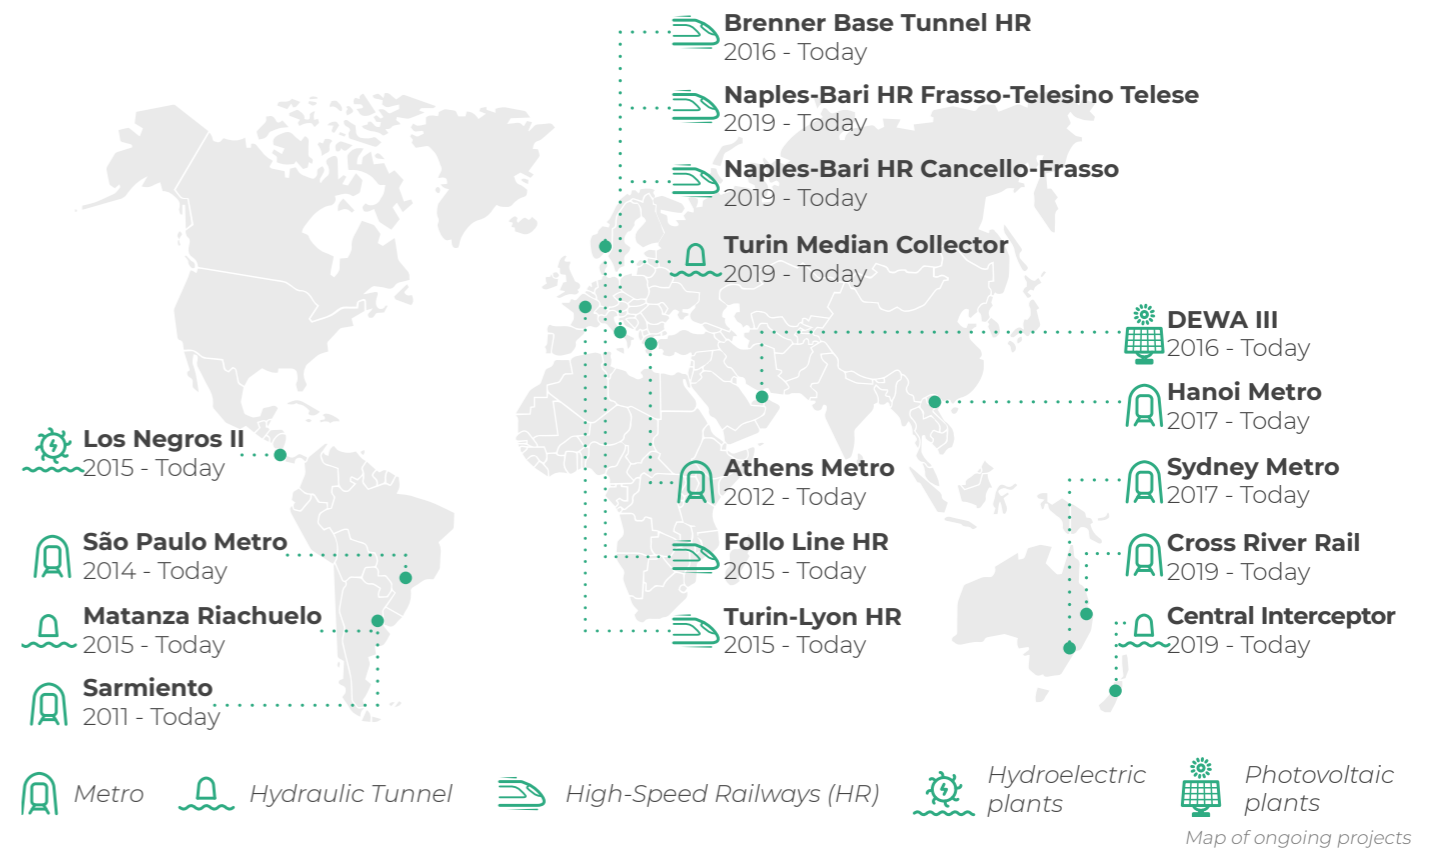 Brenner Base Tunnel HR
2016 - Today
Naples-Bari HR Frasso-Telesino Telese
2019 - Today
Naples-Bari HR Cancello-Frasso
2019 - Today
Turin Median Collector
2019 - Today
DEWA III
2016 - Today
Hanoi Metro
2017 - Today
Los Negros II
2015 - Today
Athens Metro
2012 - Today
Sydney Metro
2017 - Today
São Paulo Metro
2014 - Today
Follo Line HR
2015 - Today
Cross River Rail
2019 - Today
Matanza Riachuelo
2015 - Today
Turin-Lyon HR
2015 - Today
Central Interceptor
2019 - Today
Sarmiento
2011 - Today
Metro
Hydraulic Tunnel
High-Speed Railways (HR)
Hydroelectric
plants
Photovoltaic
plants
Map of ongoing projects